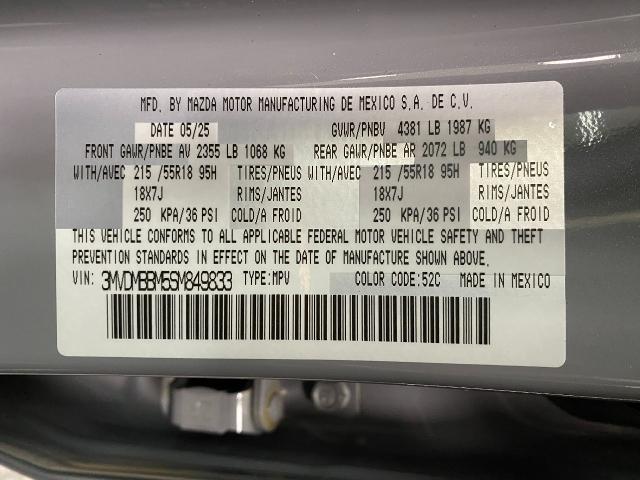 MFD. BY MAZDA MOTOR MANUFACTURING DE MEXICO S.A. DE C.V.
DATE 05/25 GVWR/PNBV 4381 LB 1987 KG
FRONT GAWR/PNBE AV 2355 LB 1068 KG REAR GAWR/PNBE AR 2072 LB 940 KG
WITH/AVEC 215 /55R18 95H TIRES/PNEUS WITH/AVEC 215 /55R18 95H TIRES/PNEUS
18X7J RIMS/JANTES 18X7J RIMS/JANTES
250 KPA/36 PSI COLD/A FROID 250 KPA/36 PSI COLD/A FROID
THIS VEHICLE CONFORMS TO ALL APPLICABLE FEDERAL MOTOR VEHICLE SAFETY AND THEFT
PREVENTION STANDARDS IN EFFECT ON THE DATE OF MANUFACTURE SHOWN ABOVE.
VIN: 3MVDMBBM5SM849833 TYPE:MPV COLOR CODE:52C MADE IN MEXICO